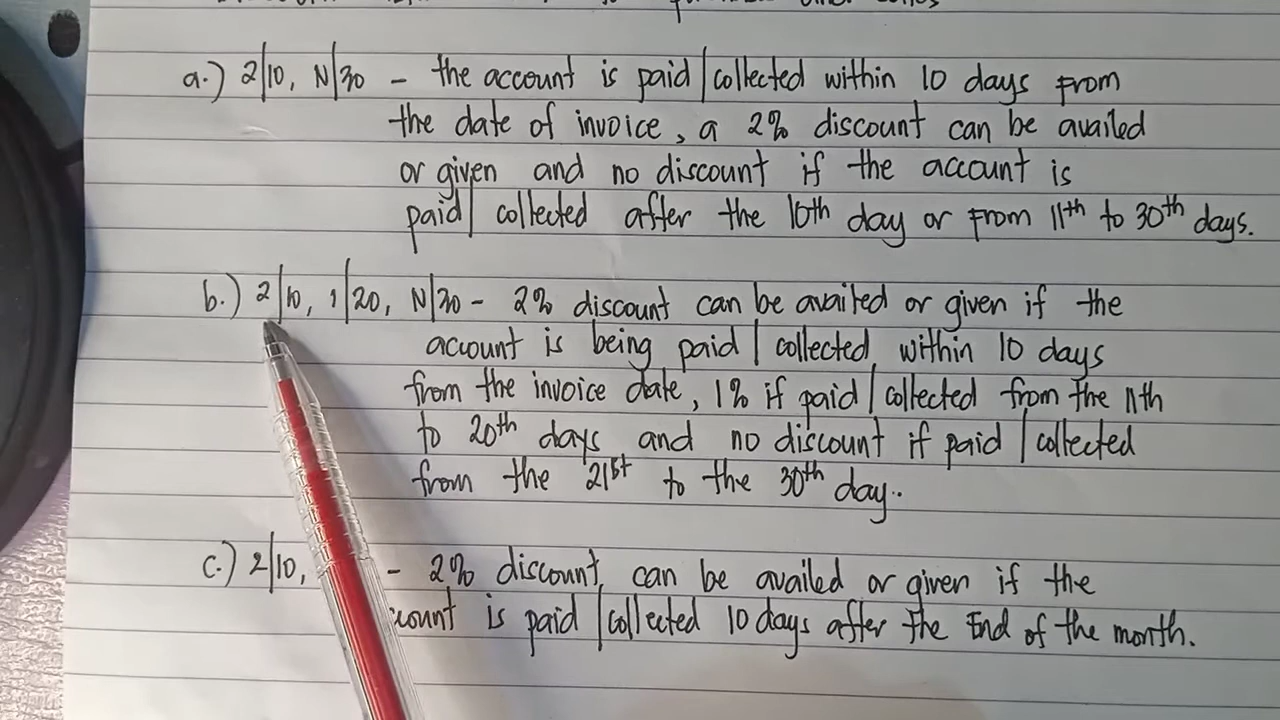 a.) 2|10, N|30 - the account is paid | collected within 10 days from
the date of invoice, a 2% discount can be availed
or given and no discount if the account is
paid | collected after the 10th day or from 11th to 30th days.
b.) 2|10, 1|20, N|30 - 2% discount can be availed or given if the
account is being paid | collected within 10 days
from the invoice date, 1% if paid | collected from the 11th
to 20th days and no discount if paid | collected
from the 21st to the 30th day..
c.) 2|10, - 2% discount can be availed or given if the
count is paid | collected 10 days after the End of the month.